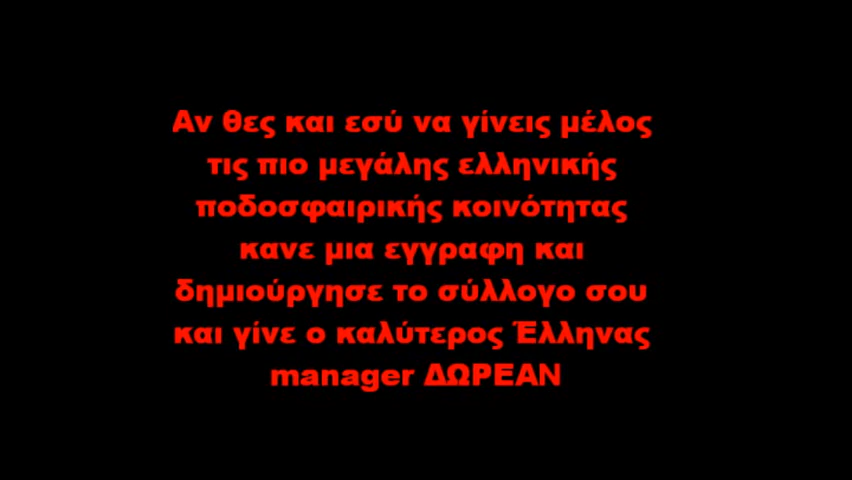 Αν θες και εσύ να γίνεις μέλος
τις πιο μεγάλης ελληνικής
ποδοσφαιρικής κοινότητας
κανε μια εγγραφη και
δημιούργησε το σύλλογο σου
και γίνε ο καλύτερος Έλληνας
manager ΔΩΡΕΑΝ